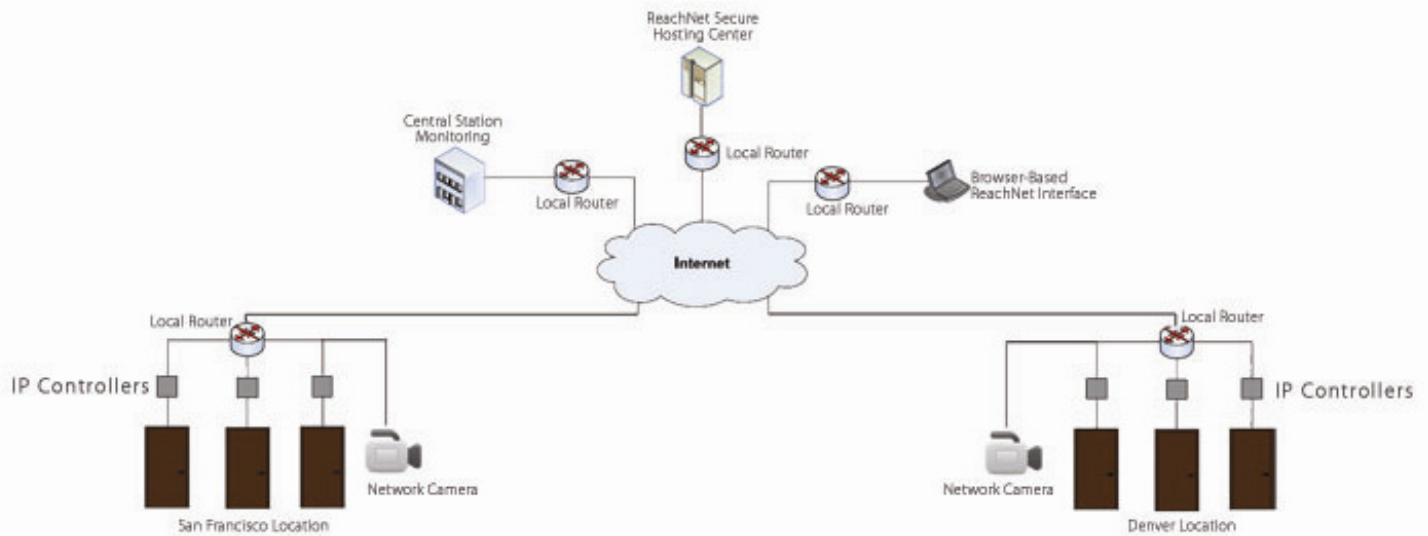 ReachNet Secure
Hosting Center
Central Station
Monitoring
Local Router
Local Router
Browser-Based
ReachNet Interface
Local Router
Internet
Local Router
Local Router
IP Controllers
IP Controllers
Network Camera
Network Camera
San Francisco Location
Denver Location